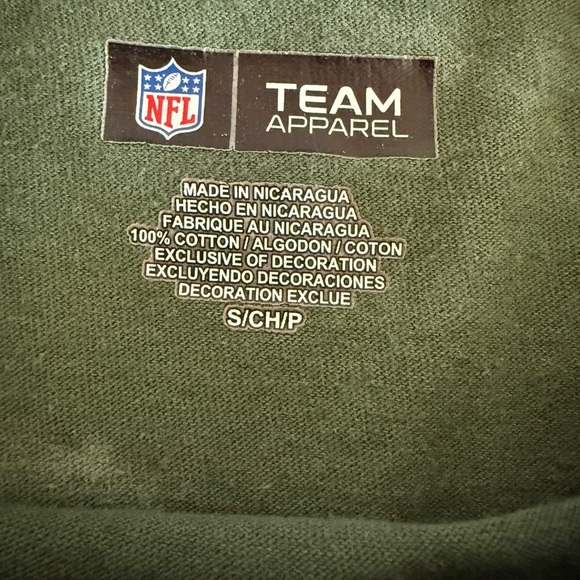 NFL
TEAM
APPAREL
MADE IN NICARAGUA
HECHO EN NICARAGUA
FABRIQUE AU NICARAGUA
100% COTTON / ALGODON / COTON
EXCLUSIVE OF DECORATION
EXCLUYENDO DECORACIONES
DECORATION EXCLUE
S/CH/P